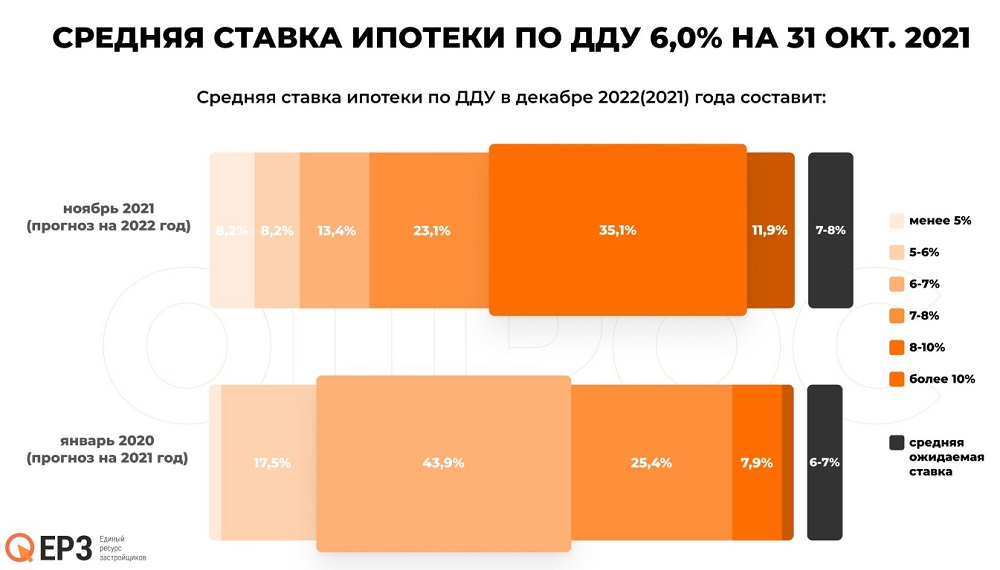 СРЕДНЯЯ СТАВКА ИПОТЕКИ ПО ДДУ 6,0% НА 31 ОКТ. 2021
Средняя ставка ипотеки по ДДУ в декабре 2022(2021) года составит:
ноябрь 2021
(прогноз на 2022 год)
8,2%
8,2%
13,4%
23,1%
35,1%
11,9%
7-8%
менее 5%
5-6%
6-7%
7-8%
8-10%
более 10%
средняя
ожидаемая
ставка
ОПРОС
январь 2020
(прогноз на 2021 год)
17,5%
43,9%
25,4%
7,9%
6-7%
ЕРЗ
Единый
ресурс
застройщиков